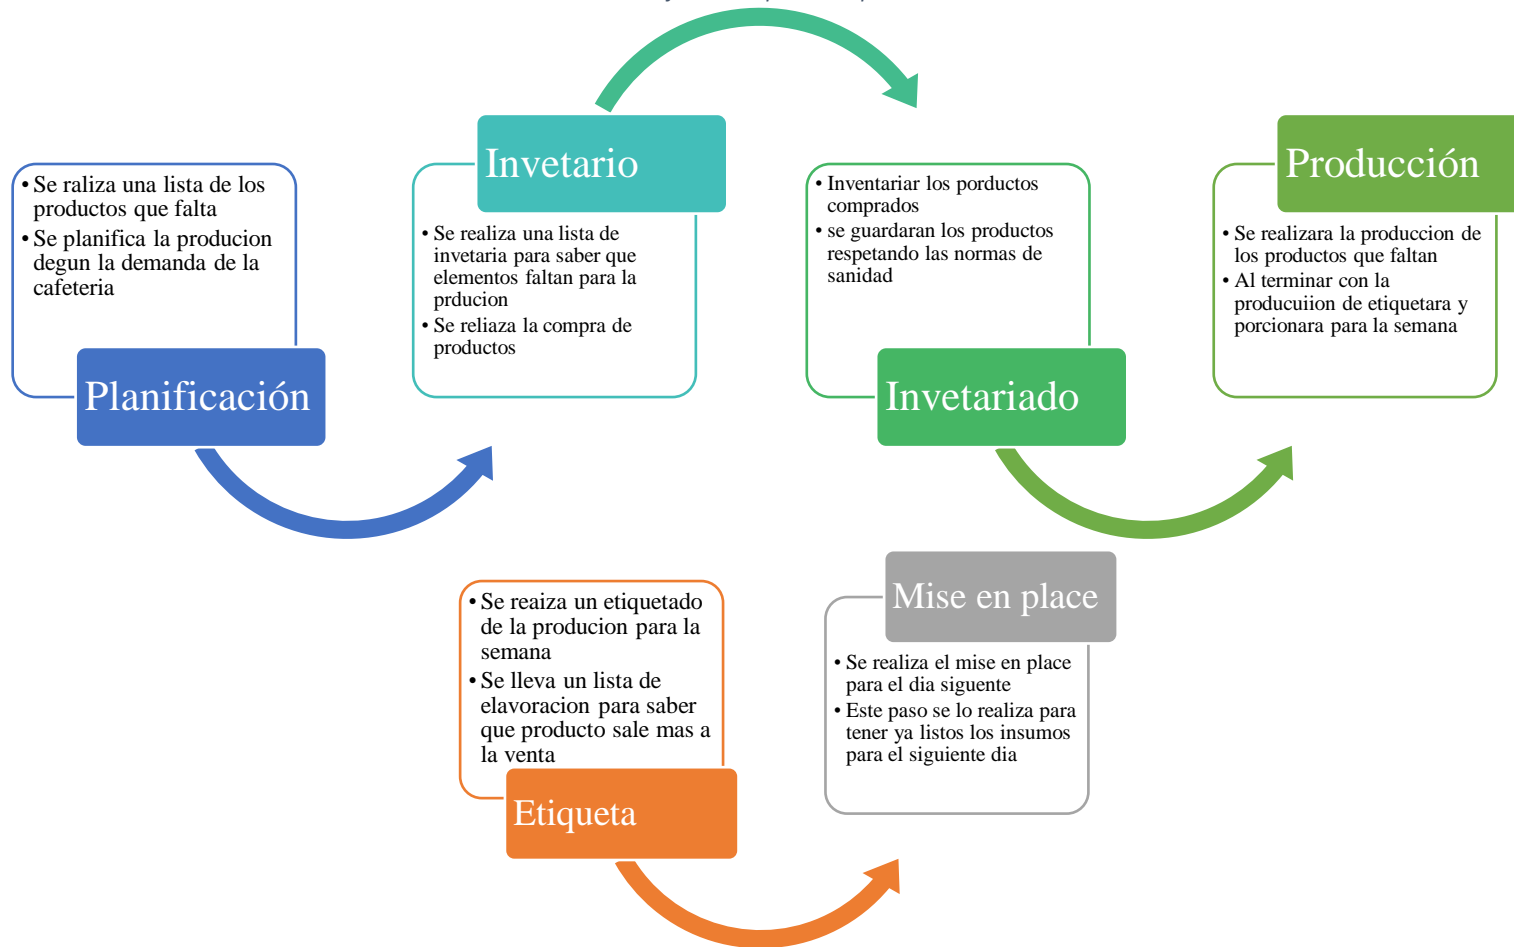 • Se raliza una lista de los
productos que falta
• Se planifica la producion
degun la demanda de la
cafeteria
Planificación
Invetario
• Se realiza una lista de
invetaria para saber que
elementos faltan para la
prducion
• Se reliaza la compra de
productos
• Inventariar los porductos
comprados
• se guardaran los productos
respetando las normas de
sanidad
Invetariado
Producción
• Se realizara la produccion de
los productos que faltan
• Al terminar con la
producuiion de etiquetara y
porcionara para la semana
• Se reaiza un etiquetado
de la producion para la
semana
• Se lleva un lista de
elavoracion para saber
que producto sale mas a
la venta
Etiqueta
Mise en place
• Se realiza el mise en place
para el dia siguente
• Este paso se lo realiza para
tener ya listos los insumos
para el siguiente dia